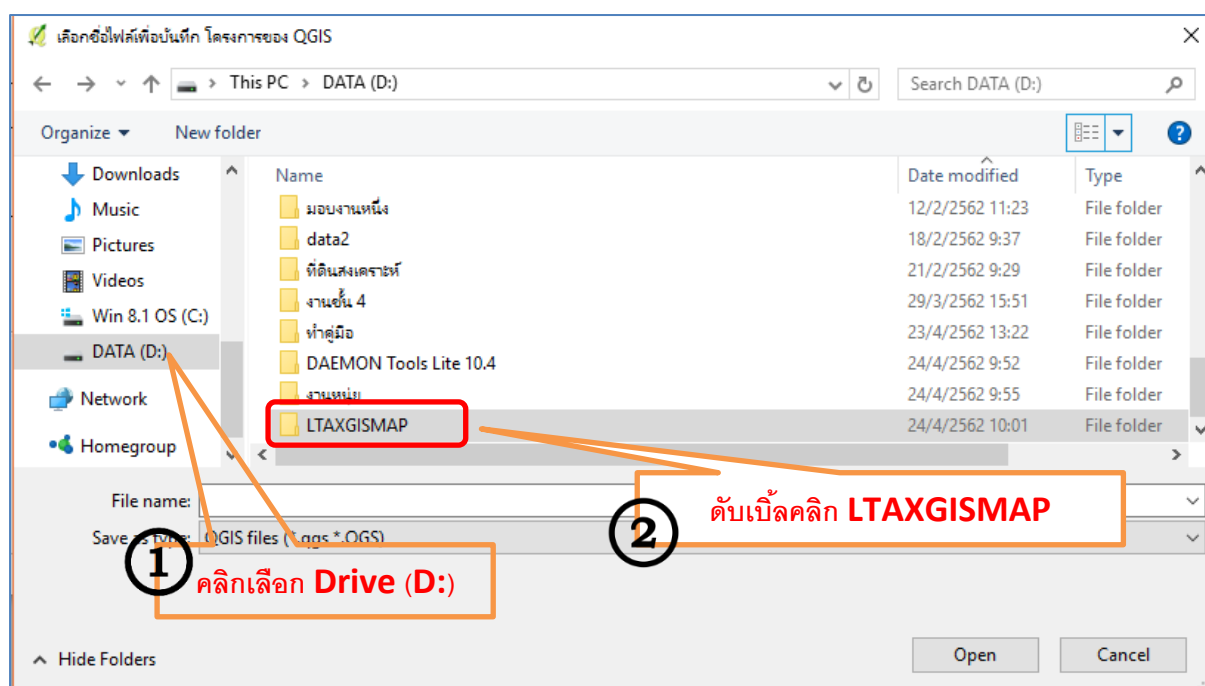 เลือกชื่อไฟล์เพื่อบันทึก โครงการของ QGIS
This PC > DATA (D:)
Search DATA (D:)
Organize
New folder
Downloads
Music
Pictures
Videos
Win 8.1 OS (C:)
DATA (D:)
Network
Homegroup
Name Date modified Type
มอบงานหนึ่ง 12/2/2562 11:23 File folder
data2 18/2/2562 9:37 File folder
ที่ดินสงเคราะห์ 21/2/2562 9:29 File folder
งานชั้น 4 29/3/2562 15:51 File folder
ทำคู่มือ 23/4/2562 13:22 File folder
DAEMON Tools Lite 10.4 24/4/2562 9:52 File folder
งานหนุ่ย 24/4/2562 9:55 File folder
LTAXGISMAP 24/4/2562 10:01 File folder
File name:
Save as type: QGIS files (*.qgs *.QGS)
1
คลิกเลือก Drive (D:)
2
ดับเบิ้ลคลิก LTAXGISMAP
Hide Folders
Open
Cancel